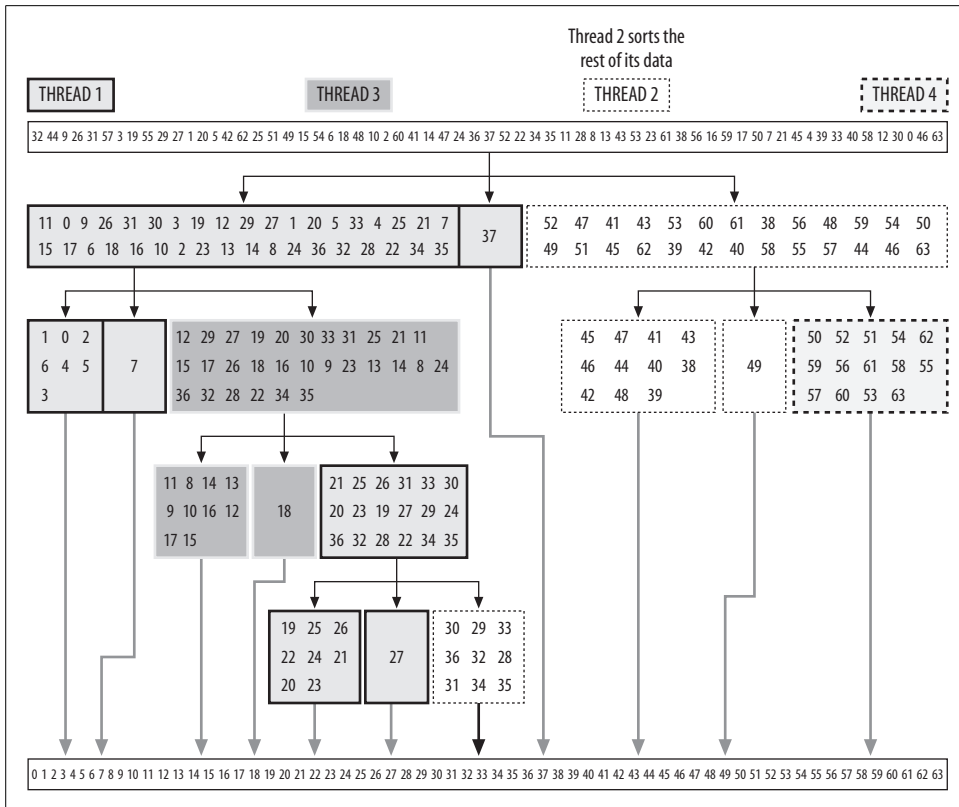 Thread 2 sorts the
rest of its data
THREAD 1
THREAD 3
THREAD 2
THREAD 4
32 44 9 26 31 57 3 19 55 29 27 1 20 5 42 62 25 51 49 15 54 6 18 48 10 2 60 41 14 47 24 36 37 52 22 34 35 11 28 8 13 43 53 23 61 38 56 16 59 17 50 7 21 45 4 39 33 40 58 12 30 0 46 63
11 0 9 26 31 30 3 19 12 29 27 1 20 5 33 4 25 21 7
15 17 6 18 16 10 2 23 13 14 8 24 36 32 28 22 34 35
37
52 47 41 43 53 60 61 38 56 48 59 54 50
49 51 45 62 39 42 40 58 55 57 44 46 63
1 0 2
6 4 5
3
7
12 29 27 19 20 30 33 31 25 21 11
15 17 26 18 16 10 9 23 13 14 8 24
36 32 28 22 34 35
45 47 41 43
46 44 40 38
42 48 39
49
50 52 51 54 62
59 56 61 58 55
57 60 53 63
11 8 14 13
9 10 16 12
17 15
18
21 25 26 31 33 30
20 23 19 27 29 24
36 32 28 22 34 35
19 25 26
22 24 21
20 23
27
30 29 33
36 32 28
31 34 35
0 1 2 3 4 5 6 7 8 9 10 11 12 13 14 15 16 17 18 19 20 21 22 23 24 25 26 27 28 29 30 31 32 33 34 35 36 37 38 39 40 41 42 43 44 45 46 47 48 49 50 51 52 53 54 55 56 57 58 59 60 61 62 63